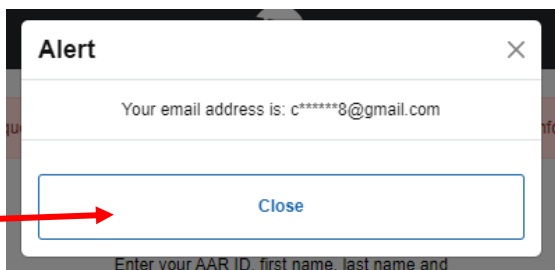 Alert
Your email address is: c******8@gmail.com
Close
Enter your AAR ID, first name, last name and